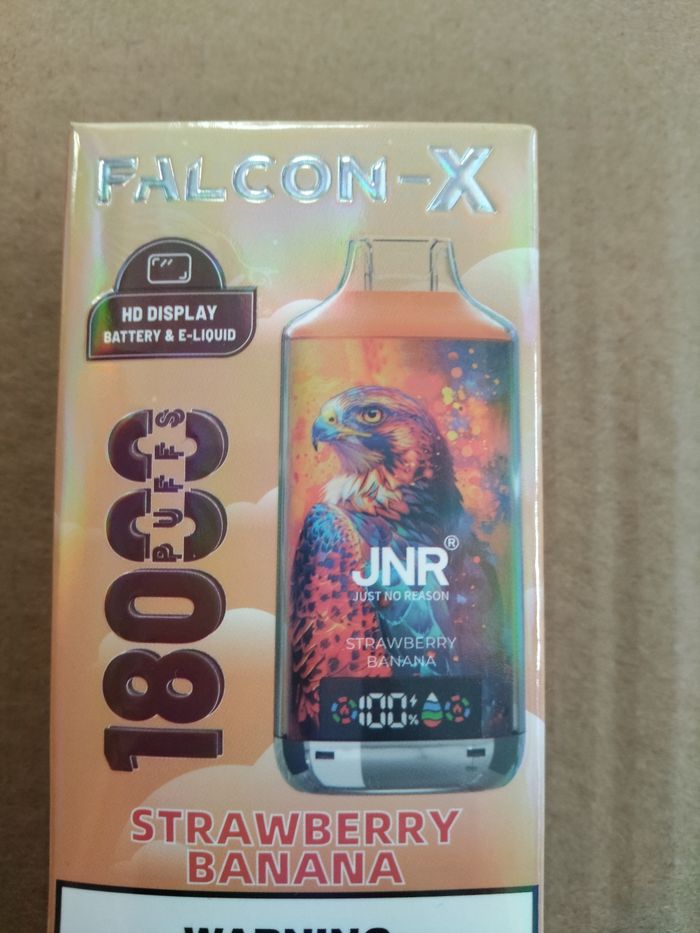 FALCON-X
HD DISPLAY
BATTERY & E-LIQUID
18000
PUFFS
JNR®
JUST NO REASON
STRAWBERRY
BANANA
100%
STRAWBERRY
BANANA
WARNING